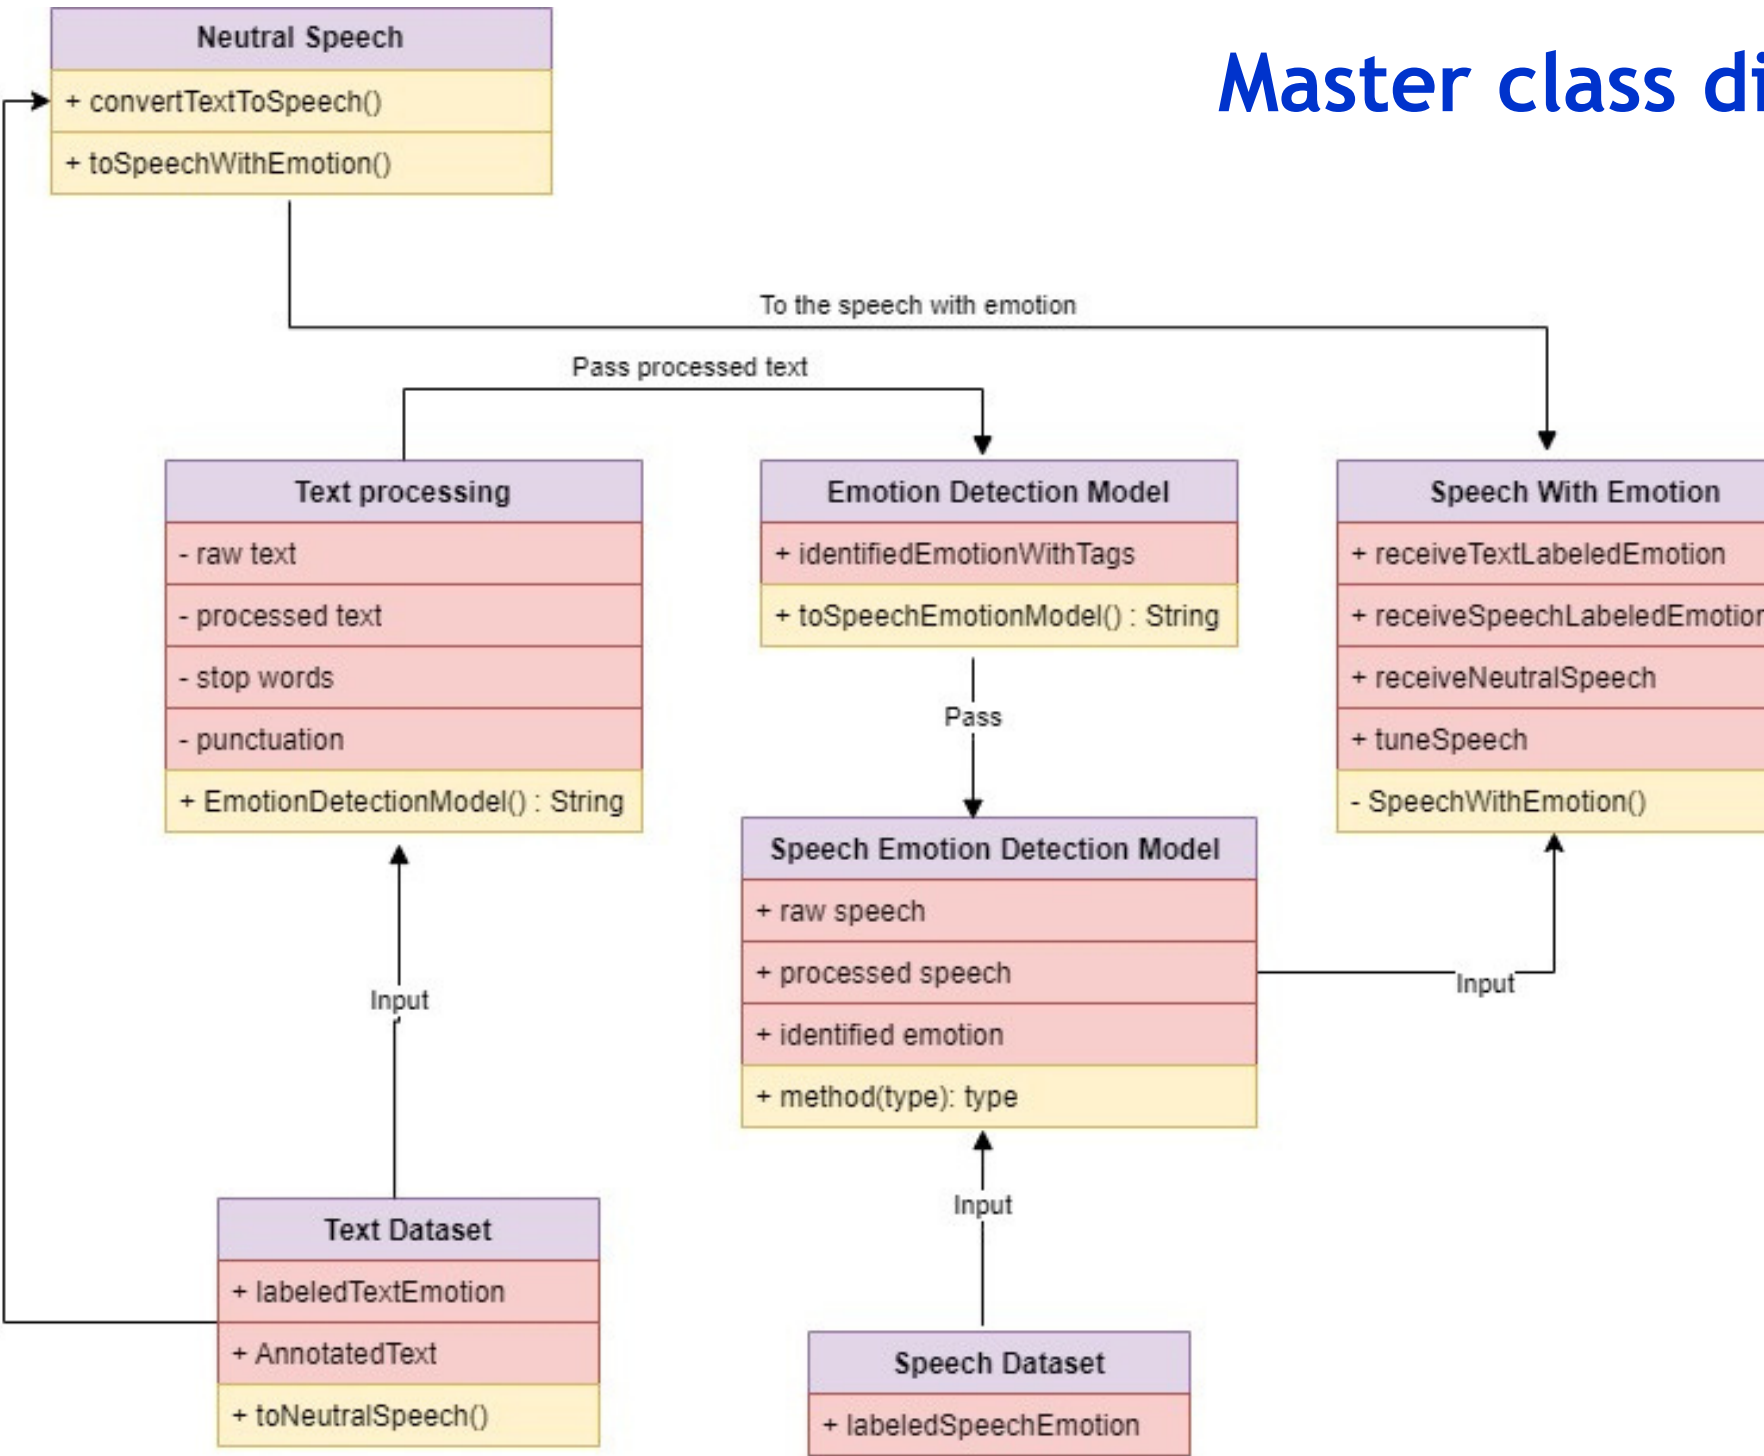 Neutral Speech
+ convertTextToSpeech()
+ toSpeechWithEmotion()
Master class di
To the speech with emotion
Pass processed text
Text processing
- raw text
- processed text
- stop words
- punctuation
+ EmotionDetectionModel() : String
Emotion Detection Model
+ identifiedEmotionWithTags
+ toSpeechEmotionModel() : String
Speech With Emotion
+ receiveTextLabeledEmotion
+ receiveSpeechLabeledEmotion
+ receiveNeutralSpeech
+ tuneSpeech
- SpeechWithEmotion()
Pass
Speech Emotion Detection Model
+ raw speech
+ processed speech
+ identified emotion
+ method(type): type
Input
Input
Input
Text Dataset
+ labeledTextEmotion
+ AnnotatedText
+ toNeutralSpeech()
Speech Dataset
+ labeledSpeechEmotion